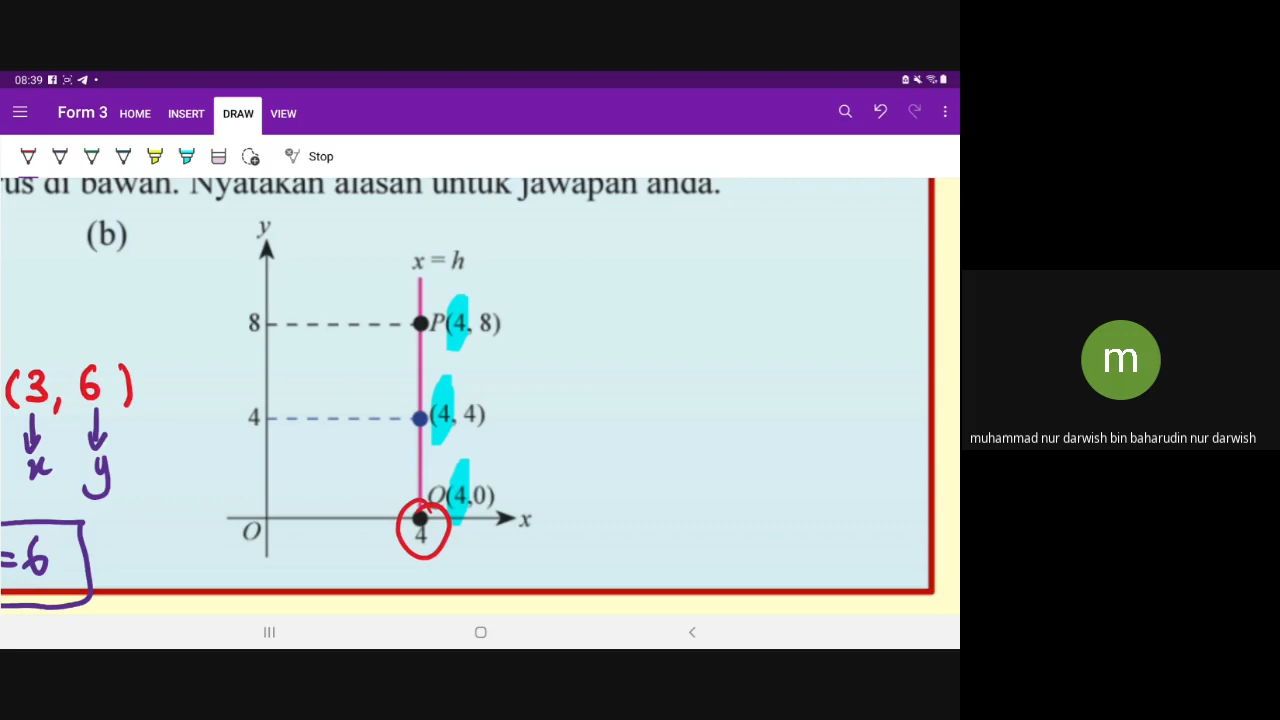 08:39
Form 3 HOME INSERT DRAW VIEW
Stop
us di bawah. Nyatakan alasan untuk jawapan anda.
(b)
y
x = h
8
P(4, 8)
(3, 6)
4
(4, 4)
x y
Q(4,0)
O
4
x
=6
m
muhammad nur darwish bin baharudin nur darwish